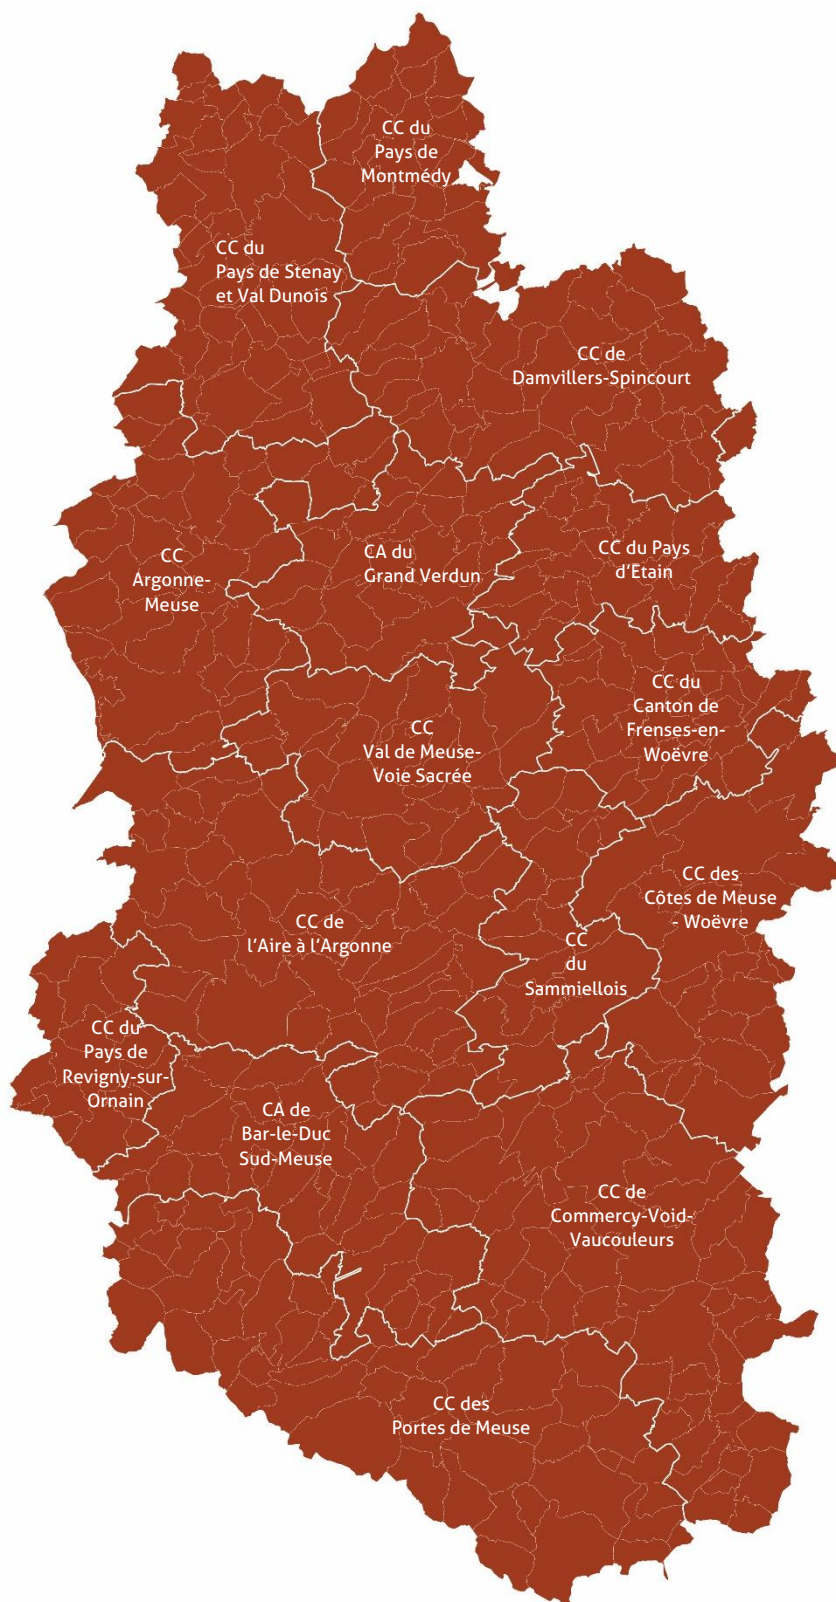 CC du
Pays de
Montmédy
CC du
Pays de Stenay
et Val Dunois
CC de
Damvillers-Spincourt
CC
Argonne-
Meuse
CA du
Grand Verdun
CC du Pays
d'Etain
CC du
Canton de
Frenses-en-
Woëvre
CC
Val de Meuse-
Voie Sacrée
CC des
Côtes de Meuse
- Woëvre
CC de
l'Aire à l'Argonne
CC
du
Sammiellois
CC du
Pays de
Revigny-sur-
Ornain
CA de
Bar-le-Duc
Sud-Meuse
CC de
Commercy-Void-
Vaucouleurs
CC des
Portes de Meuse